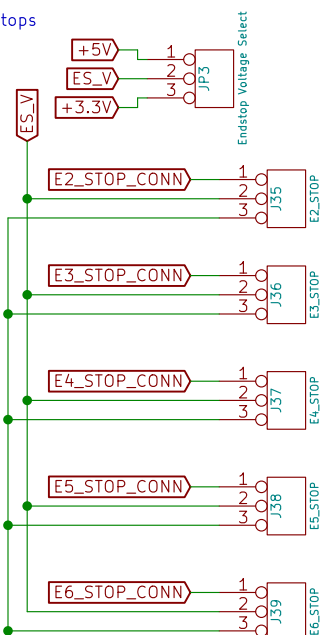 tops
+5V 1
ES_V 2
+3.3V 3
JP3
Endstop Voltage Select
ES_V
E2_STOP_CONN 1
2
3
J35
E2_STOP
E3_STOP_CONN 1
2
3
J36
E3_STOP
E4_STOP_CONN 1
2
3
J37
E4_STOP
E5_STOP_CONN 1
2
3
J38
E5_STOP
E6_STOP_CONN 1
2
3
J39
E6_STOP